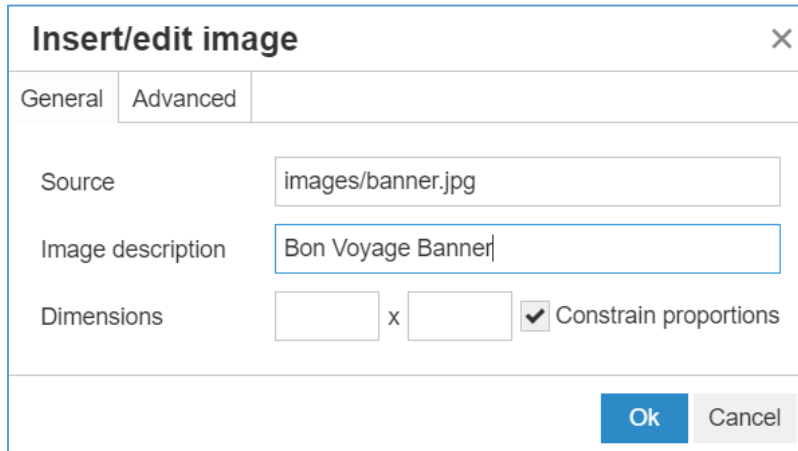 Insert/edit image
General Advanced
Source images/banner.jpg
Image description Bon Voyage Banner
Dimensions x Constrain proportions
Ok Cancel